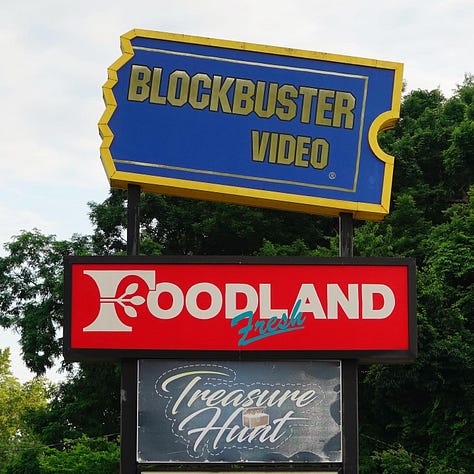 BLOCKBUSTER
VIDEO
®
FOODLAND
Fresh
Treasure
Hunt